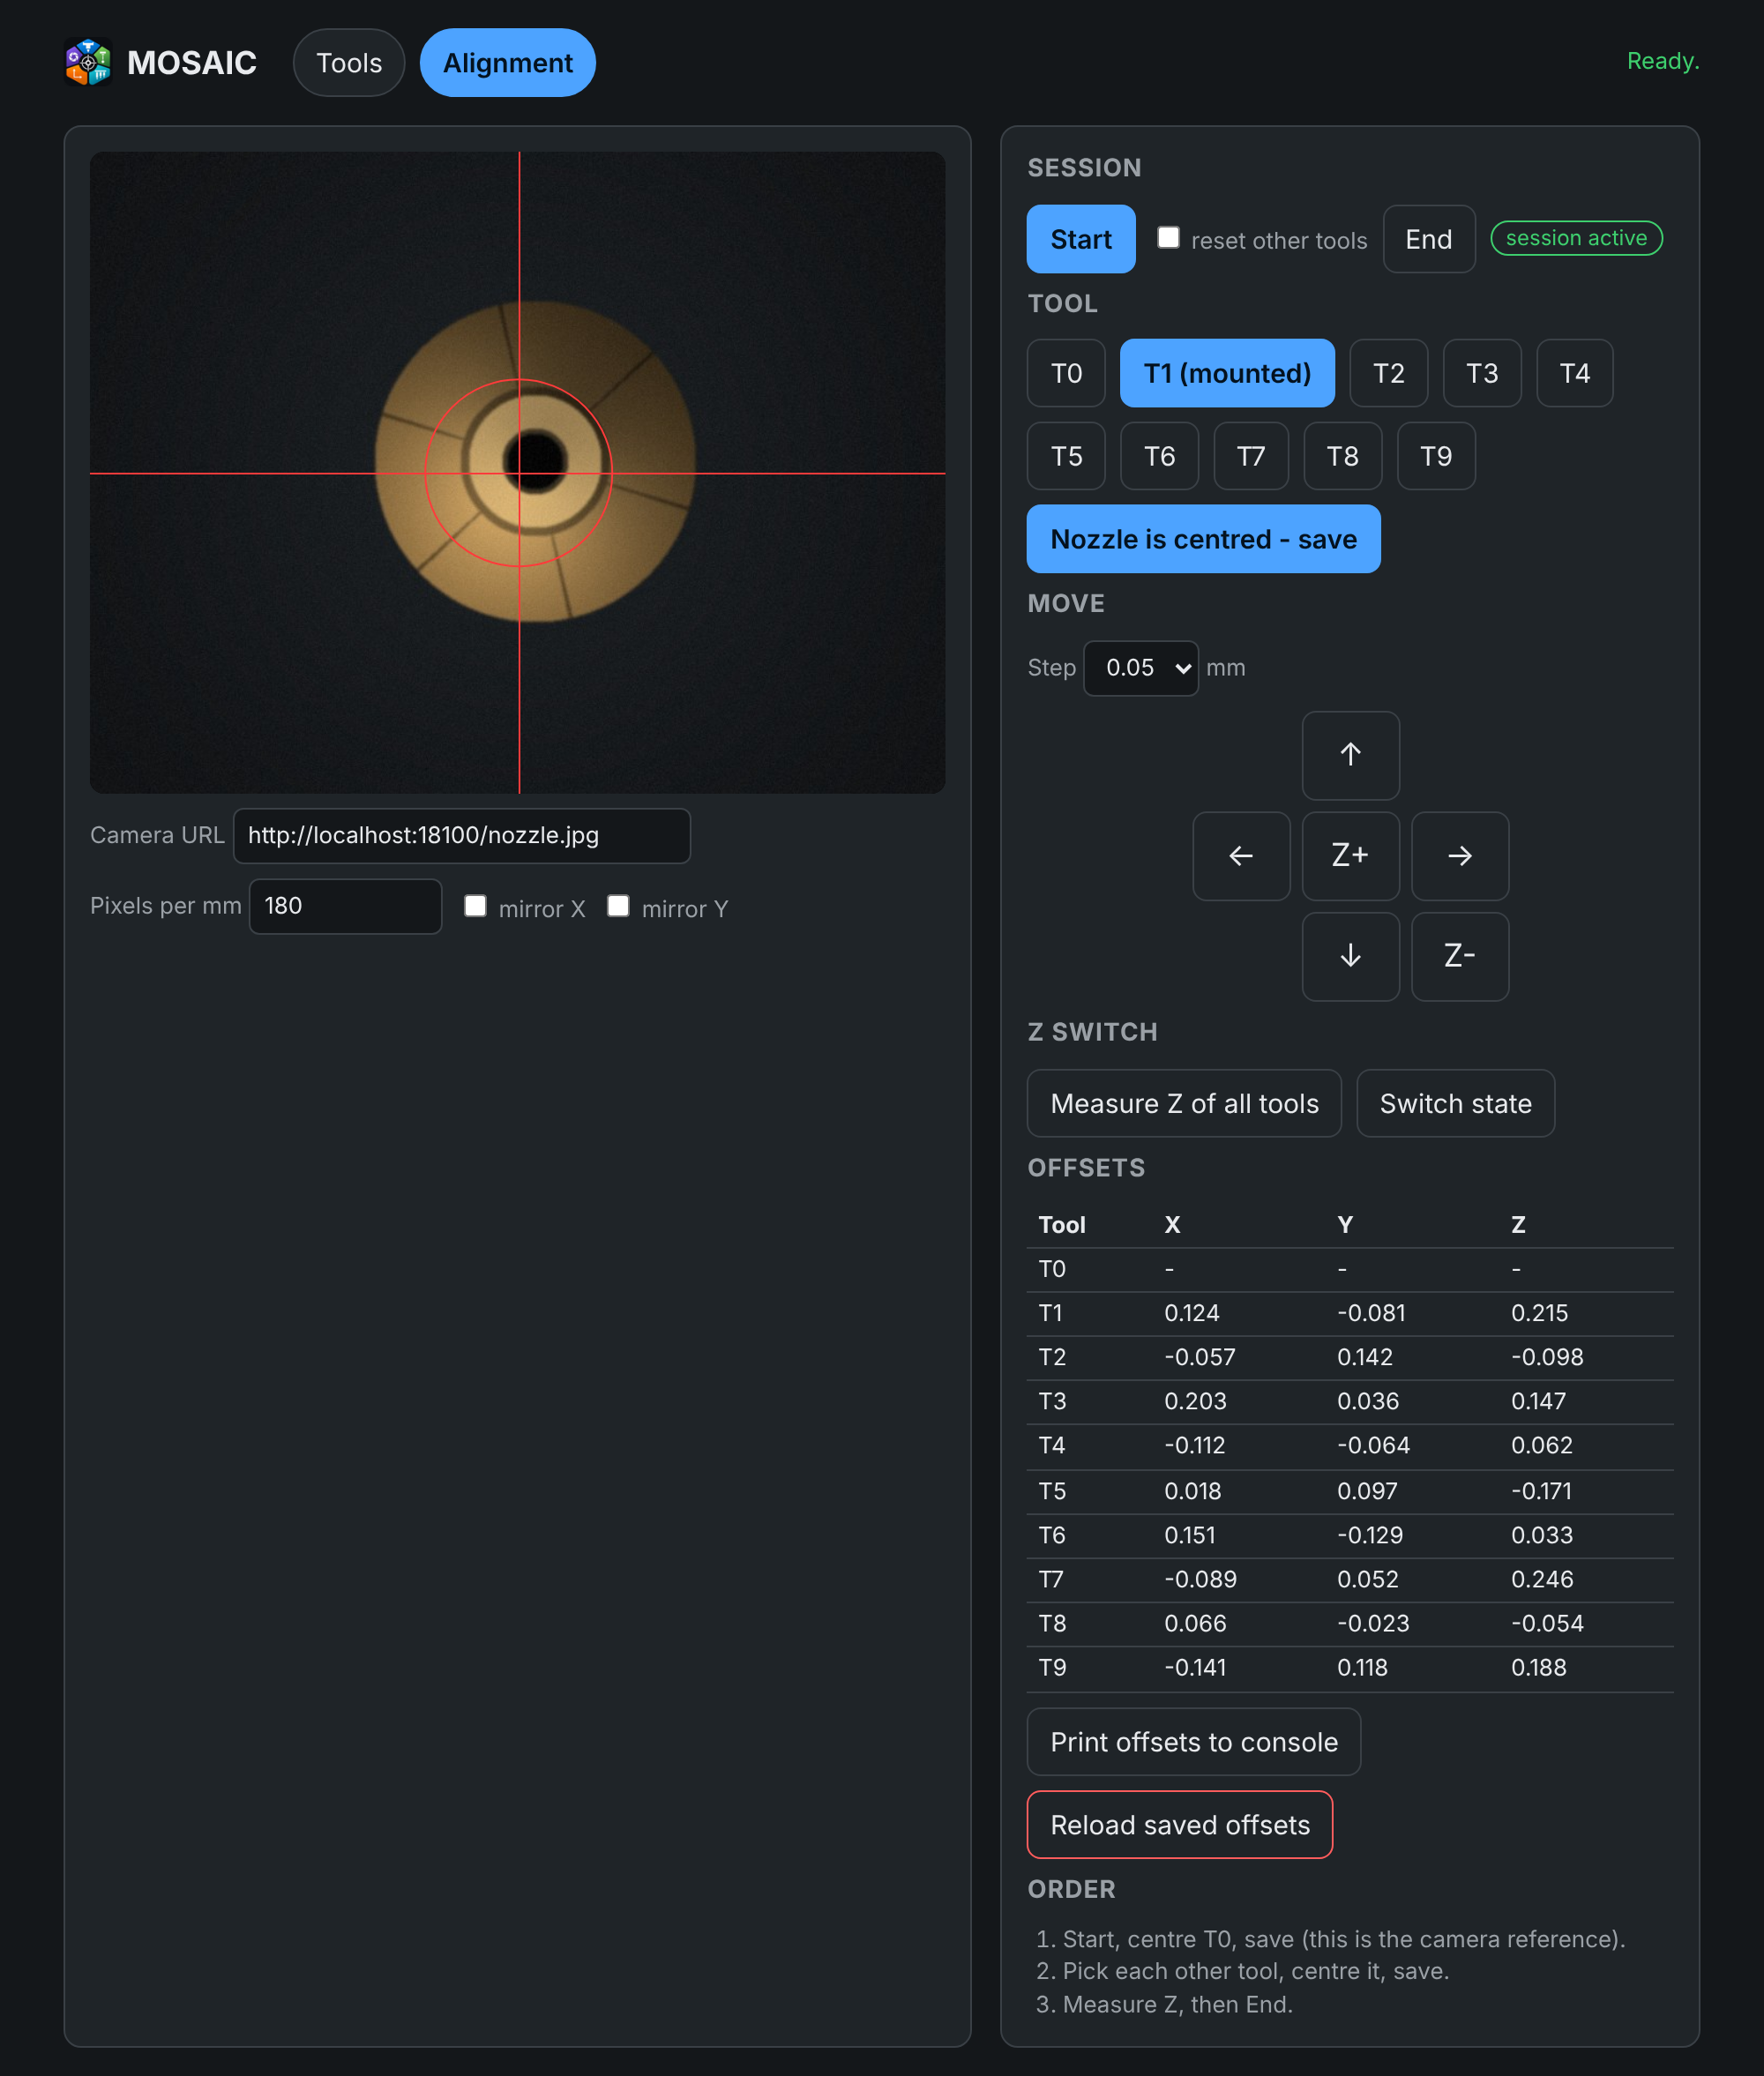 MOSAIC Tools Alignment Ready.
SESSION
Start reset other tools End session active
TOOL
T0 T1 (mounted) T2 T3 T4
T5 T6 T7 T8 T9
Nozzle is centred - save
MOVE
Step 0.05 mm
↑
← Z+ →
↓ Z-
Camera URL http://localhost:18100/nozzle.jpg
Pixels per mm 180 mirror X mirror Y
Z SWITCH
Measure Z of all tools Switch state
OFFSETS
Tool X Y Z
T0 - - -
T1 0.124 -0.081 0.215
T2 -0.057 0.142 -0.098
T3 0.203 0.036 0.147
T4 -0.112 -0.064 0.062
T5 0.018 0.097 -0.171
T6 0.151 -0.129 0.033
T7 -0.089 0.052 0.246
T8 0.066 -0.023 -0.054
T9 -0.141 0.118 0.188
Print offsets to console
Reload saved offsets
ORDER
1. Start, centre T0, save (this is the camera reference).
2. Pick each other tool, centre it, save.
3. Measure Z, then End.